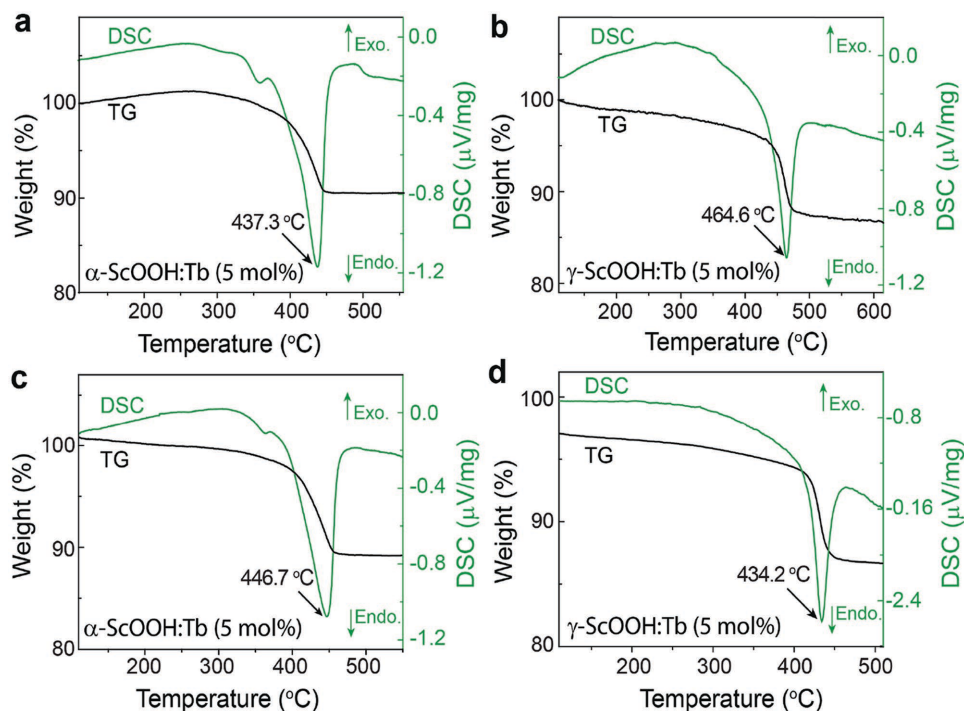 a
DSC
Exo.
TG
437.3 °C
α-ScOOH:Tb (5 mol%)
Endo.
100
90
80
Weight (%)
0.0
-0.4
-0.8
-1.2
DSC (μV/mg)
200
300
400
500
Temperature (°C)
b
DSC
Exo.
TG
464.6 °C
γ-ScOOH:Tb (5 mol%)
Endo.
100
90
80
Weight (%)
0.0
-0.4
-0.8
-1.2
DSC (μV/mg)
200
300
400
500
600
Temperature (°C)
c
DSC
Exo.
TG
446.7 °C
α-ScOOH:Tb (5 mol%)
Endo.
100
90
80
Weight (%)
0.0
-0.4
-0.8
-1.2
DSC (μV/mg)
200
300
400
500
Temperature (°C)
d
DSC
Exo.
TG
434.2 °C
γ-ScOOH:Tb (5 mol%)
Endo.
100
90
80
Weight (%)
-0.8
-0.16
-2.4
DSC (μV/mg)
200
300
400
500
Temperature (°C)